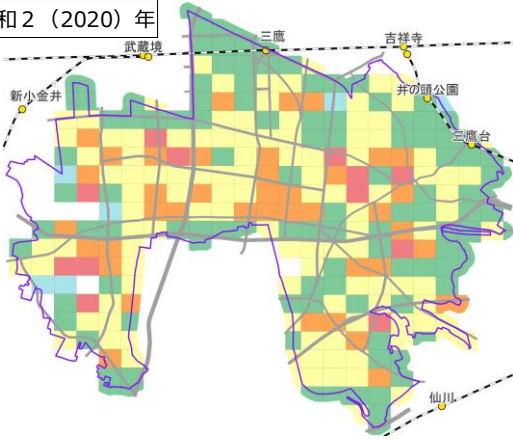 和２（2020）年
三鷹
吉祥寺
武蔵境
井の頭公園
新小金井
三鷹台
仙川